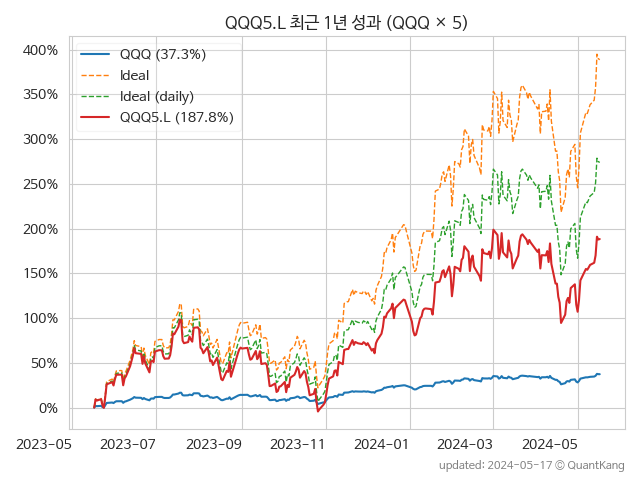 QQQ5.L 최근 1년 성과 (QQQ × 5)
QQQ (37.3%)
Ideal
Ideal (daily)
QQQ5.L (187.8%)
400%
350%
300%
250%
200%
150%
100%
50%
0%
2023-05
2023-07
2023-09
2023-11
2024-01
2024-03
2024-05
updated: 2024-05-17 © QuantKang